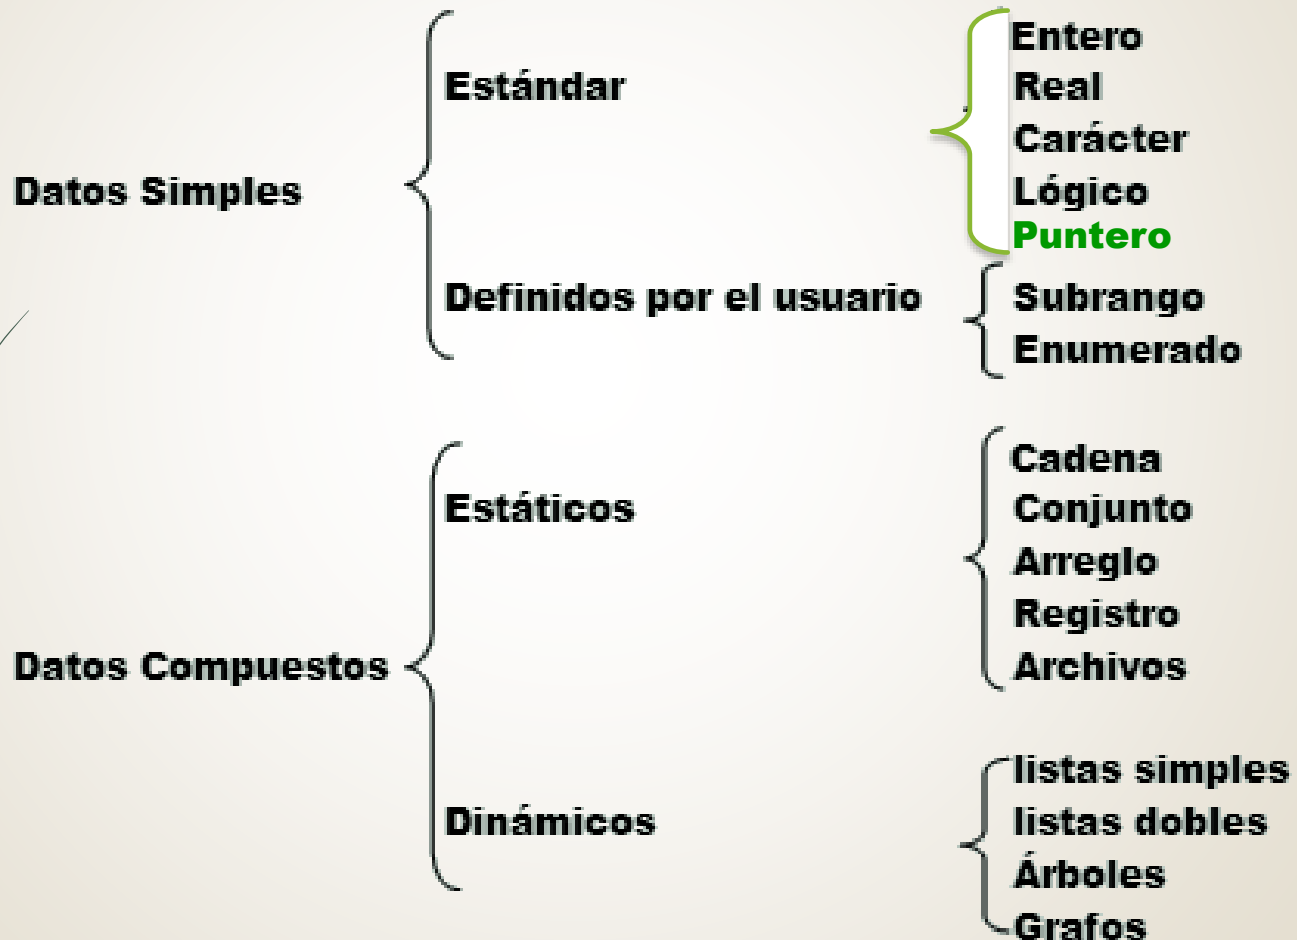 Datos Simples
Estándar
Entero
Real
Carácter
Lógico
Puntero
Definidos por el usuario
Subrango
Enumerado
Datos Compuestos
Estáticos
Cadena
Conjunto
Arreglo
Registro
Archivos
Dinámicos
listas simples
listas dobles
Árboles
Grafos